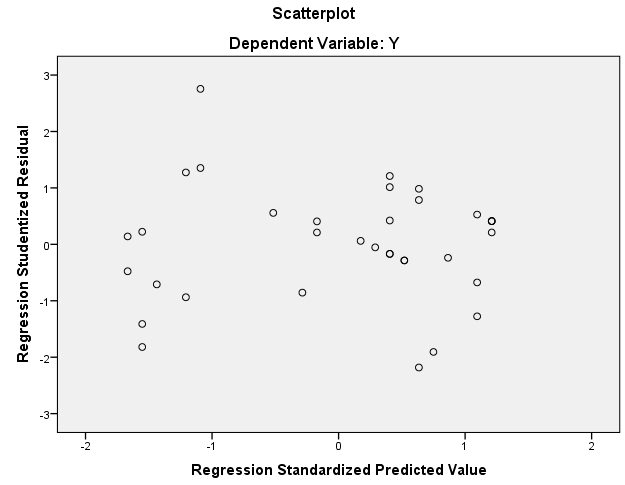 Scatterplot
Dependent Variable: Y
Regression Studentized Residual
3
2
1
0
-1
-2
-3
-2 -1 0 1 2
Regression Standardized Predicted Value